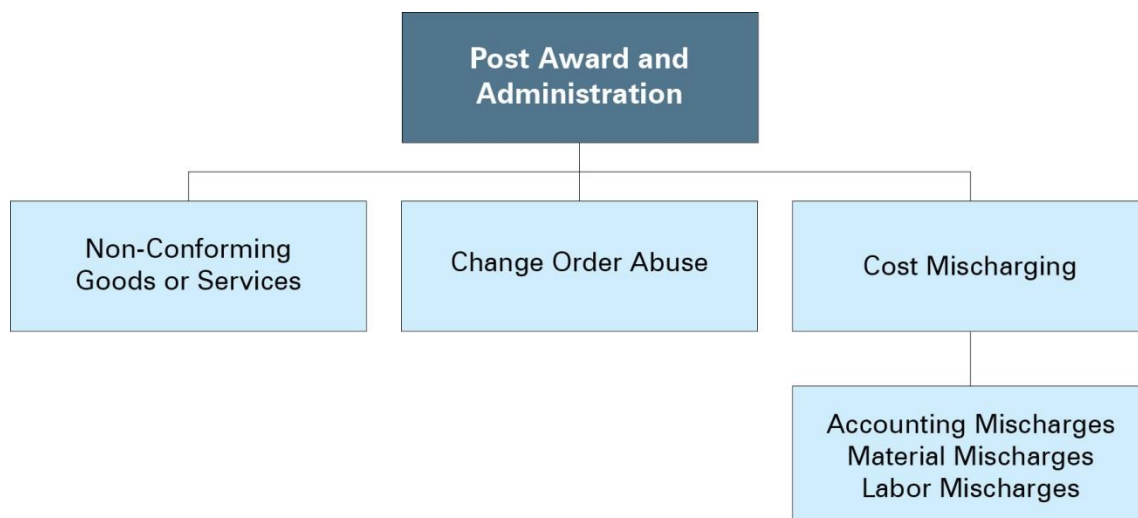 Post Award and
Administration
Non-Conforming
Goods or Services
Change Order Abuse
Cost Mischarging
Accounting Mischarges
Material Mischarges
Labor Mischarges